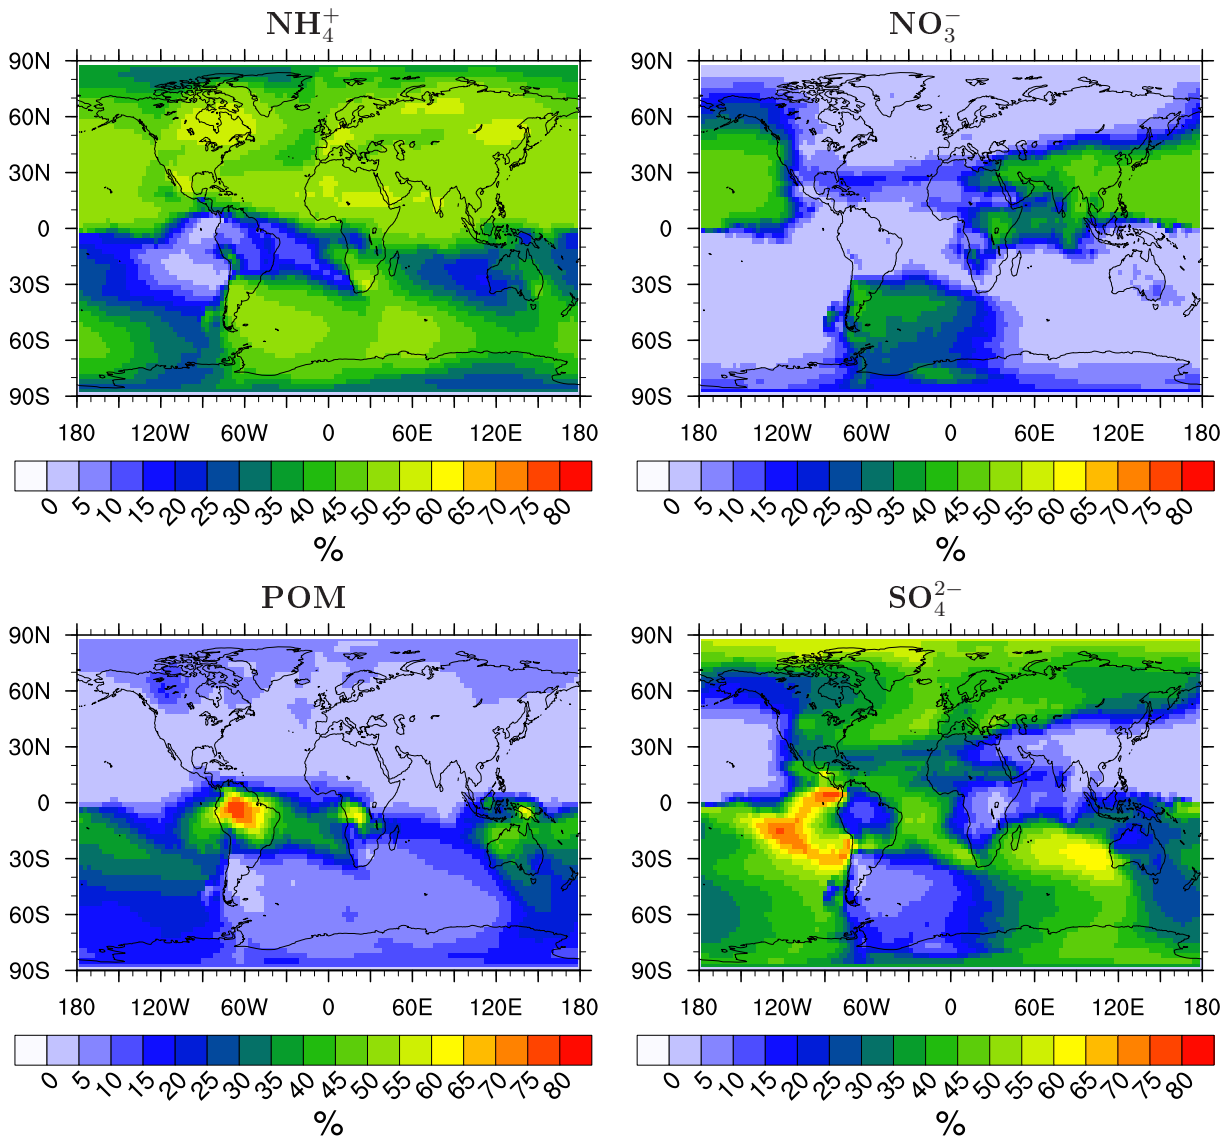 NH₄⁺ NO₃⁻
90N 90N
60N 60N
30N 30N
0 0
30S 30S
60S 60S
90S 90S
180 120W 60W 0 60E 120E 180 180 120W 60W 0 60E 120E 180
0 5 10 15 20 25 30 35 40 45 50 55 60 65 70 75 80 0 5 10 15 20 25 30 35 40 45 50 55 60 65 70 75 80
% %
POM SO₄²⁻
90N 90N
60N 60N
30N 30N
0 0
30S 30S
60S 60S
90S 90S
180 120W 60W 0 60E 120E 180 180 120W 60W 0 60E 120E 180
0 5 10 15 20 25 30 35 40 45 50 55 60 65 70 75 80 0 5 10 15 20 25 30 35 40 45 50 55 60 65 70 75 80
% %